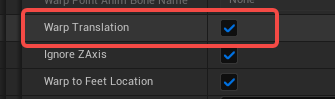 Warp Point Anim Bone Name None
Warp Translation
Ignore ZAxis
Warp to Feet Location